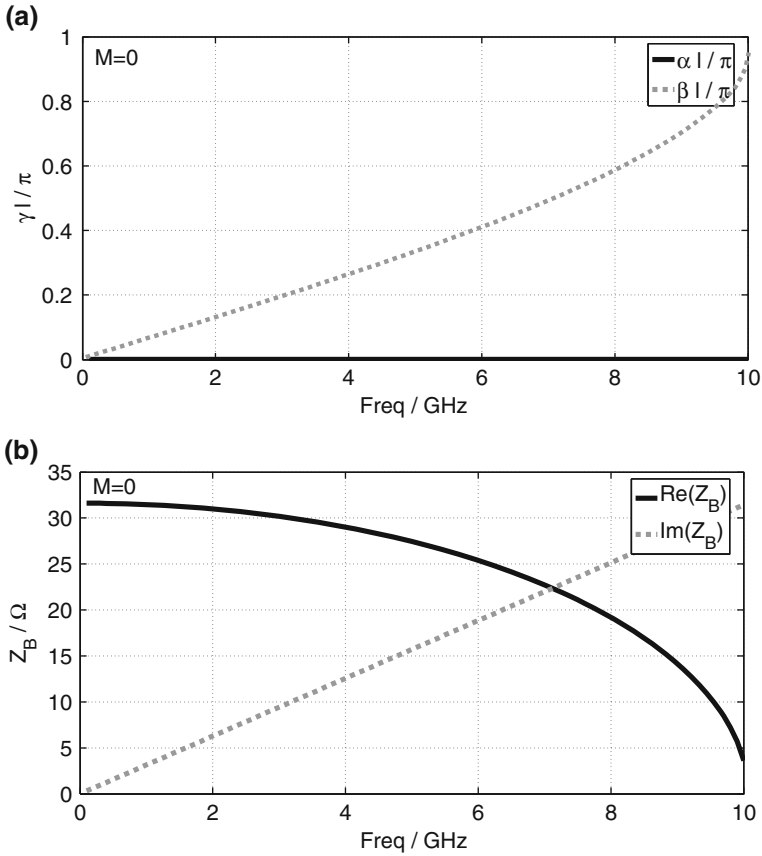 (a)
1
0.8
0.6
0.4
0.2
0
γ l / π
M=0
α l / π
β l / π
0 2 4 6 8 10
Freq / GHz
(b)
35
30
25
20
15
10
5
0
Z_B / Ω
M=0
Re(Z_B)
Im(Z_B)
0 2 4 6 8 10
Freq / GHz